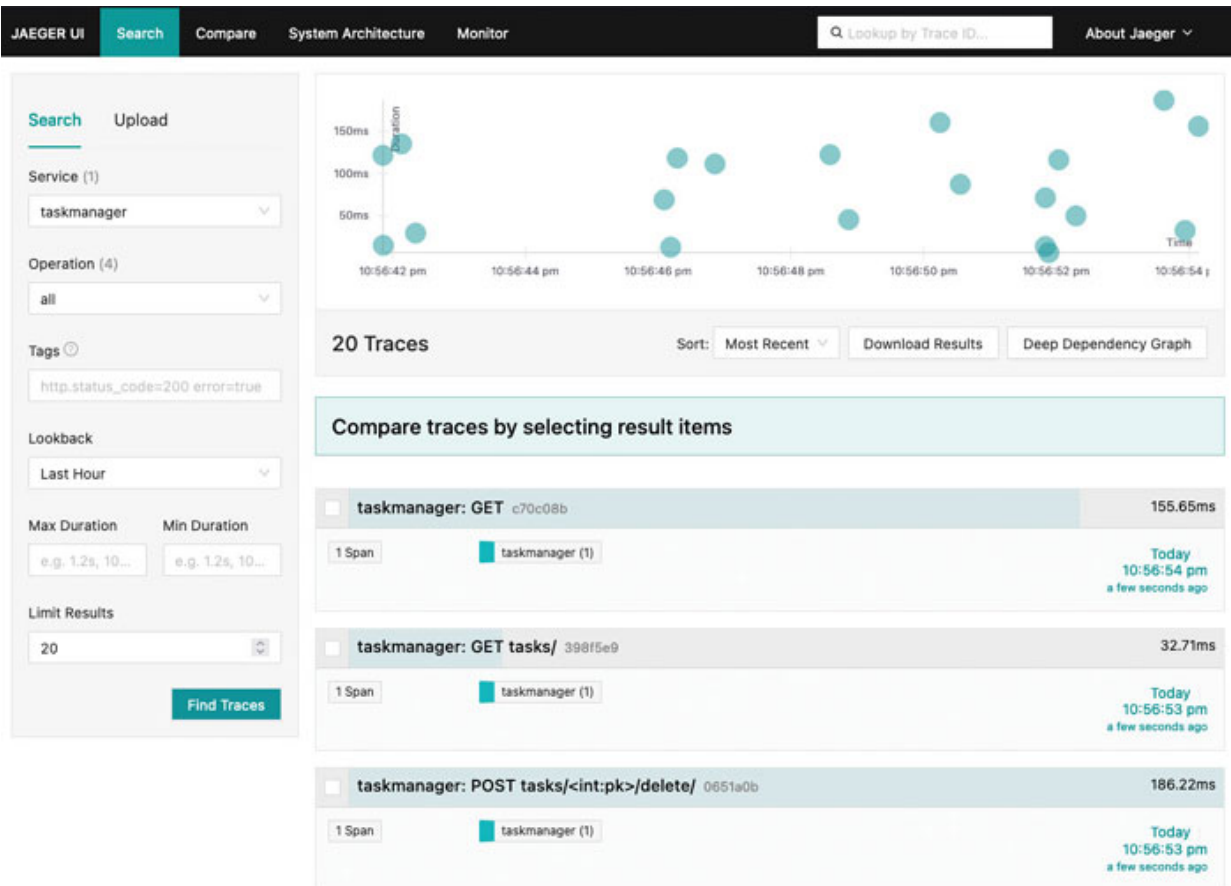 JAEGER UI Search Compare System Architecture Monitor Lookup by Trace ID... About Jaeger
Search Upload
Service (1)
taskmanager
Operation (4)
all
Tags ?
http.status_code=200 error=true
Lookback
Last Hour
Max Duration Min Duration
e.g. 1.2s, 10... e.g. 1.2s, 10...
Limit Results
20
Find Traces
Duration
150ms
100ms
50ms
Time
10:56:42 pm 10:56:44 pm 10:56:46 pm 10:56:48 pm 10:56:50 pm 10:56:52 pm 10:56:54 p
20 Traces Sort: Most Recent Download Results Deep Dependency Graph
Compare traces by selecting result items
taskmanager: GET c70c08b 155.65ms
1 Span taskmanager (1) Today
10:56:54 pm
a few seconds ago
taskmanager: GET tasks/ 398f5e9 32.71ms
1 Span taskmanager (1) Today
10:56:53 pm
a few seconds ago
taskmanager: POST tasks/<int:pk>/delete/ 0651a0b 186.22ms
1 Span taskmanager (1) Today
10:56:53 pm
a few seconds ago